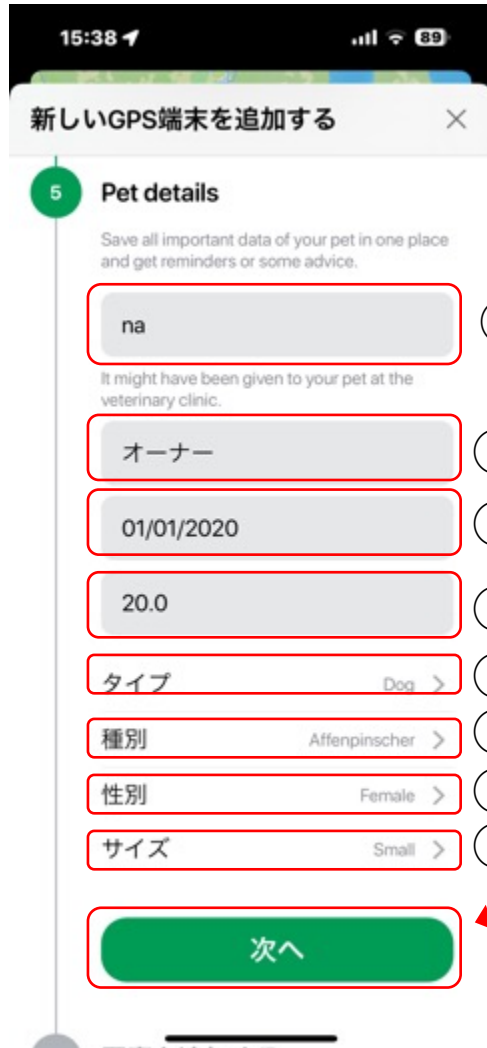 15:38
89
新しいGPS端末を追加する
5
Pet details
Save all important data of your pet in one place
and get reminders or some advice.
na
It might have been given to your pet at the
veterinary clinic.
オーナー
01/01/2020
20.0
タイプ Dog
種別 Affenpinscher
性別 Female
サイズ Small
次へ